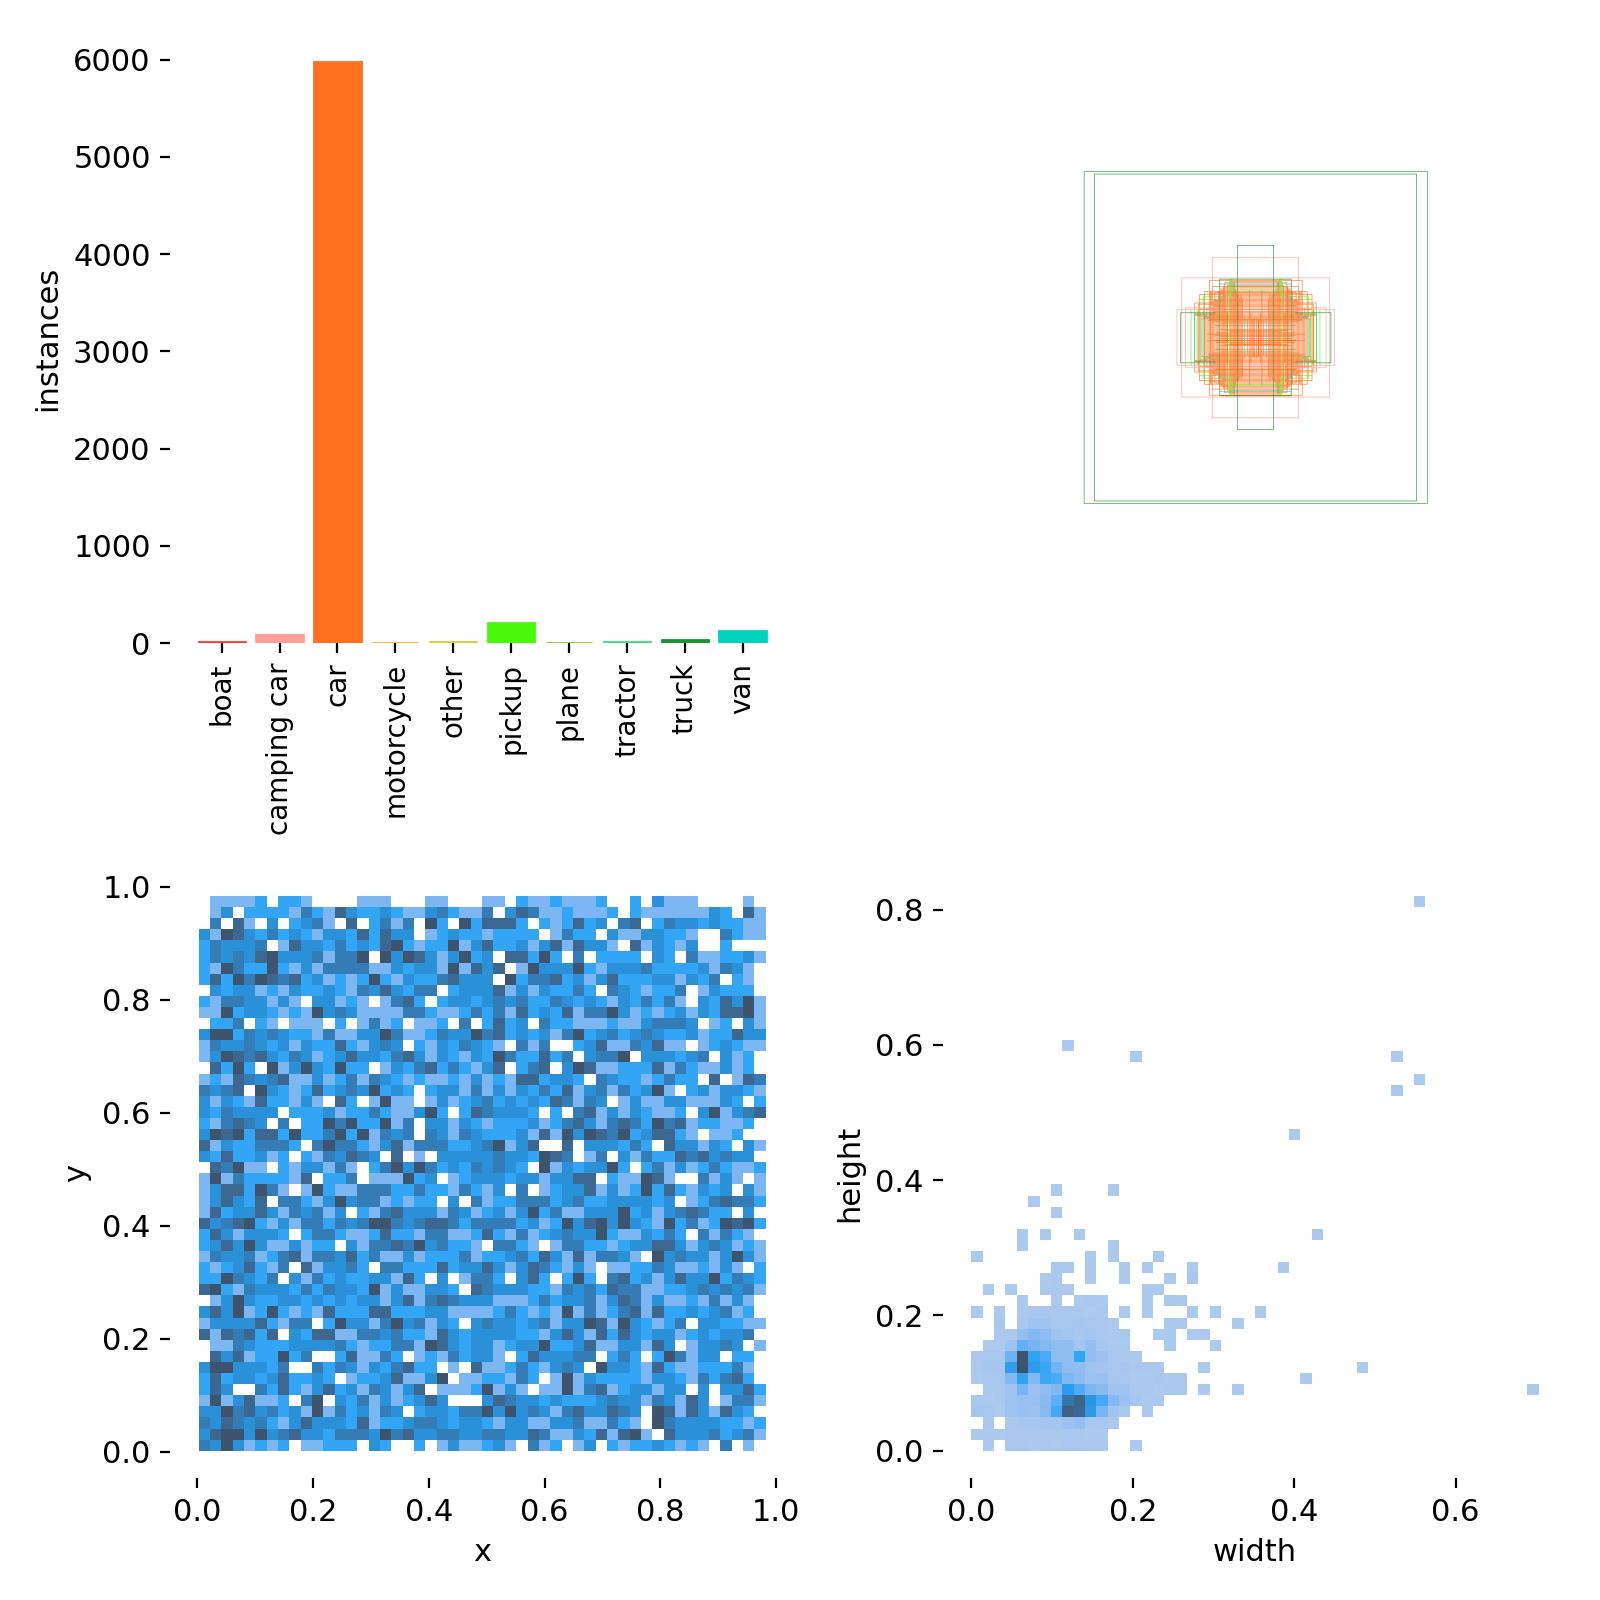 6000
5000
4000
3000
2000
1000
0
instances
boat
camping car
car
motorcycle
other
pickup
plane
tractor
truck
van
1.0
0.8
0.6
0.4
0.2
0.0
y
0.0 0.2 0.4 0.6 0.8 1.0
x
0.8
0.6
0.4
0.2
0.0
height
0.0 0.2 0.4 0.6
width